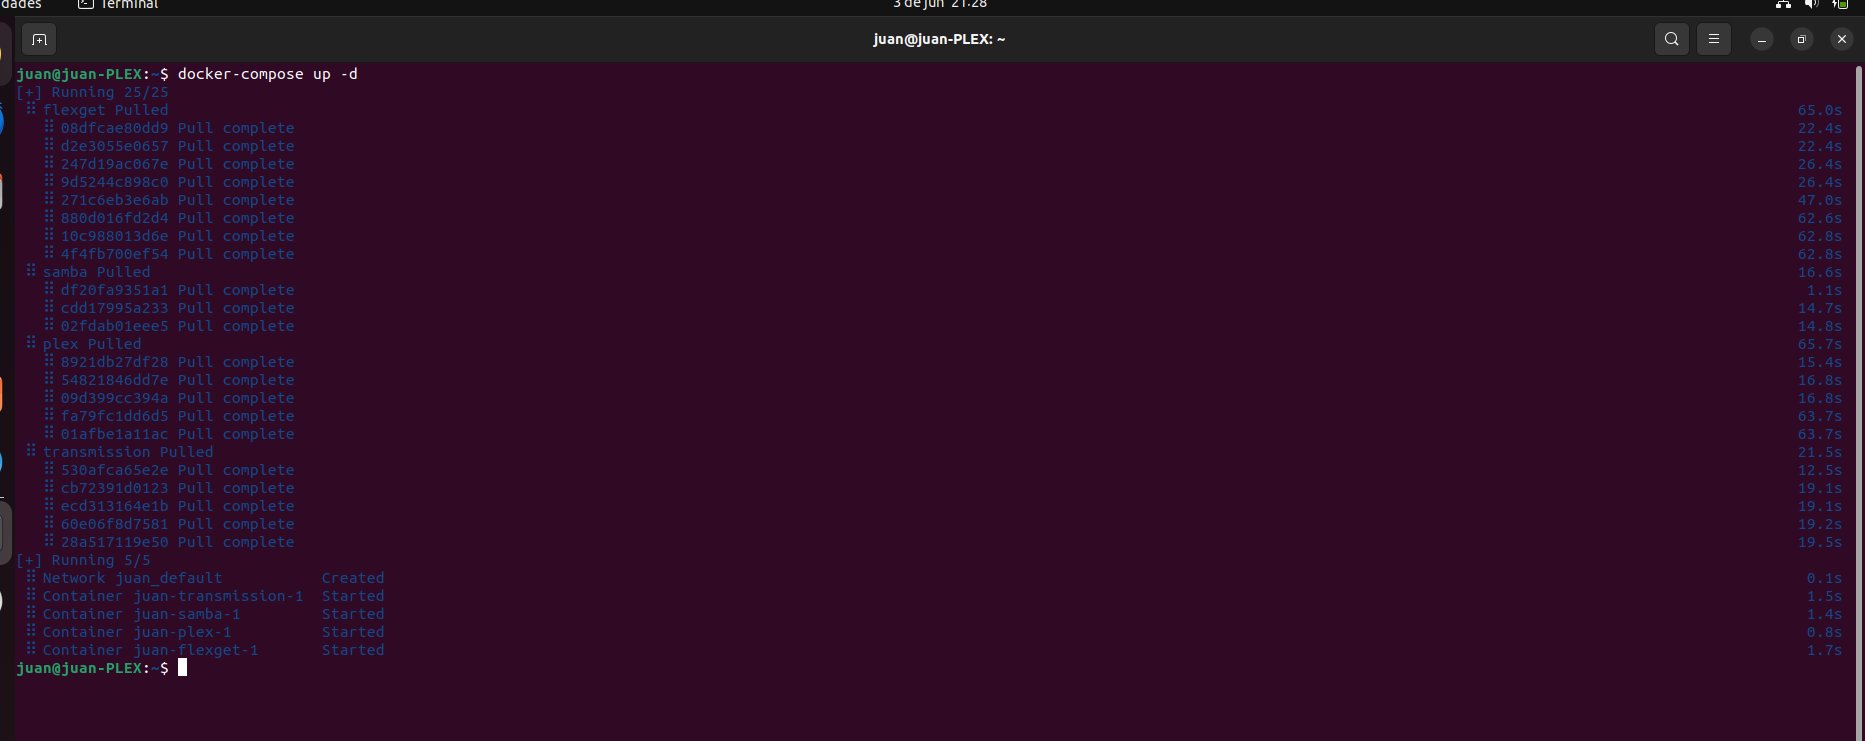 dades Terminal 3 de jun 21:28
juan@juan-PLEX: ~
juan@juan-PLEX:~$ docker-compose up -d
[+] Running 25/25
⠿ flexget Pulled 65.0s
⠿ 08dfcae80dd9 Pull complete 22.4s
⠿ d2e3055e0657 Pull complete 22.4s
⠿ 247d19ac067e Pull complete 26.4s
⠿ 9d5244c898c0 Pull complete 26.4s
⠿ 271c6eb3e6ab Pull complete 47.0s
⠿ 880d016fd2d4 Pull complete 62.6s
⠿ 10c988013d6e Pull complete 62.8s
⠿ 4f4fb700ef54 Pull complete 62.8s
⠿ samba Pulled 16.6s
⠿ df20fa9351a1 Pull complete 1.1s
⠿ cdd17995a233 Pull complete 14.7s
⠿ 02fdab01eee5 Pull complete 14.8s
⠿ plex Pulled 65.7s
⠿ 8921db27df28 Pull complete 15.4s
⠿ 54821846dd7e Pull complete 16.8s
⠿ 09d399cc394a Pull complete 16.8s
⠿ fa79fc1dd6d5 Pull complete 63.7s
⠿ 01afbe1a11ac Pull complete 63.7s
⠿ transmission Pulled 21.5s
⠿ 530afca65e2e Pull complete 12.5s
⠿ cb72391d0123 Pull complete 19.1s
⠿ ecd313164e1b Pull complete 19.1s
⠿ 60e06f8d7581 Pull complete 19.2s
⠿ 28a517119e50 Pull complete 19.5s
[+] Running 5/5
⠿ Network juan_default Created 0.1s
⠿ Container juan-transmission-1 Started 1.5s
⠿ Container juan-samba-1 Started 1.4s
⠿ Container juan-plex-1 Started 0.8s
⠿ Container juan-flexget-1 Started 1.7s
juan@juan-PLEX:~$